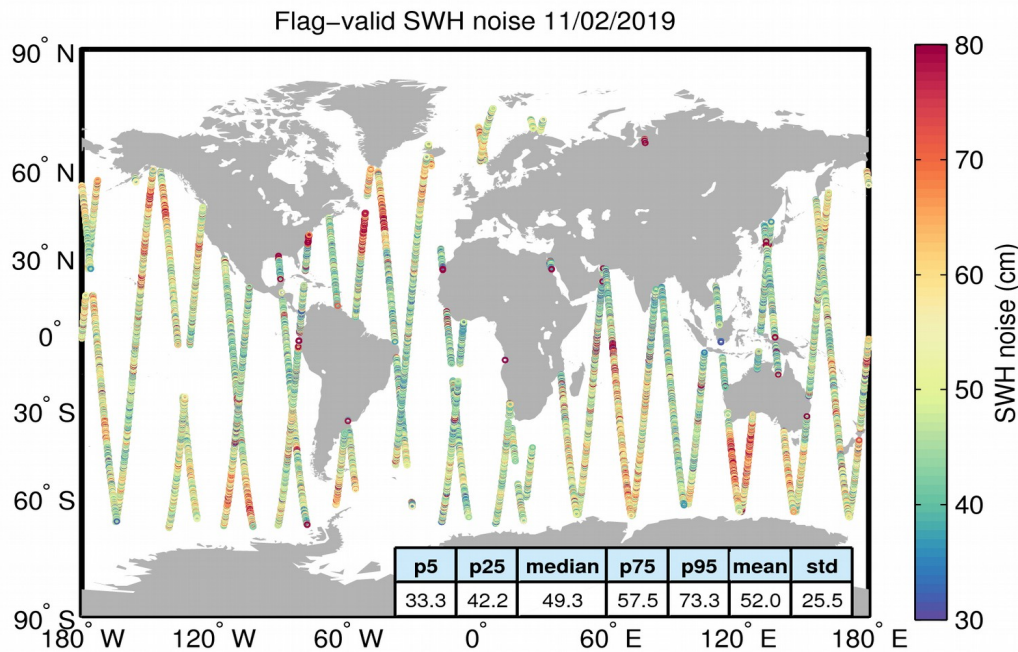 Flag−valid SWH noise 11/02/2019
90° N
60° N
30° N
0°
30° S
60° S
90° S
180° W
120° W
60° W
0°
60° E
120° E
180° E
80
70
60
50
40
30
SWH noise (cm)
p5 p25 median p75 p95 mean std
33.3 42.2 49.3 57.5 73.3 52.0 25.5